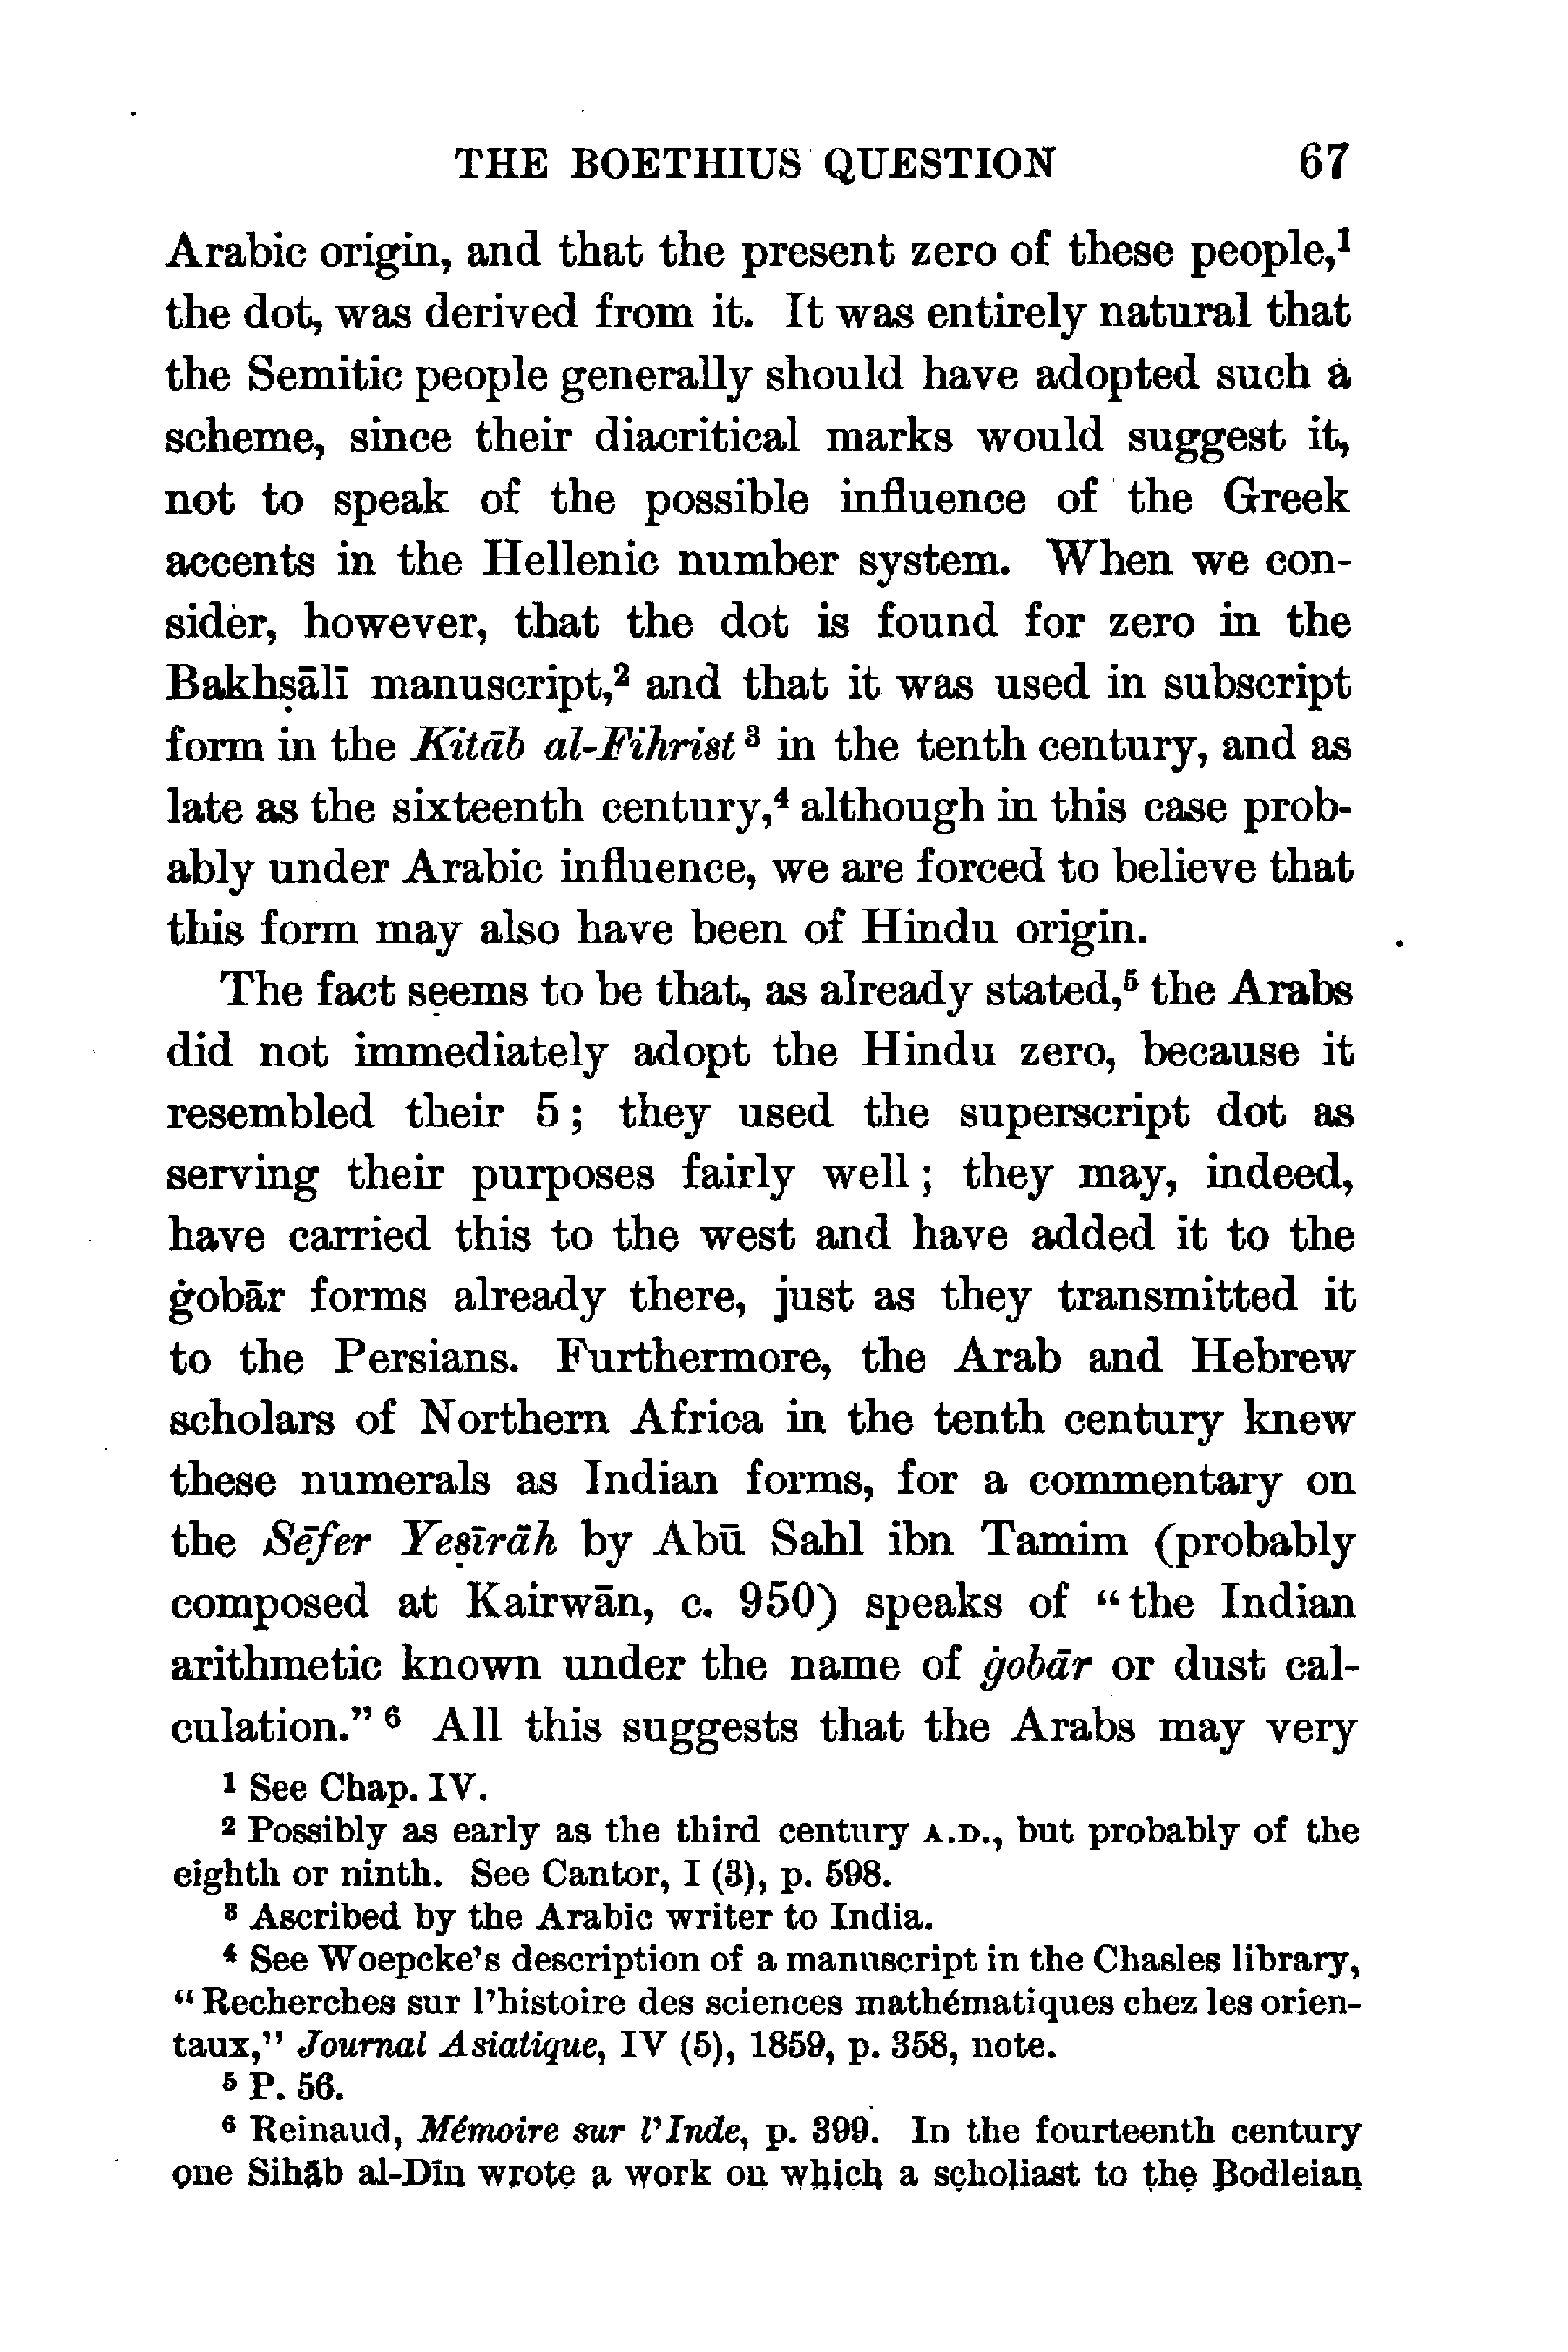 THE BOETHIUS QUESTION 67
Arabic origin, and that the present zero of these people,¹
the dot, was derived from it. It was entirely natural that
the Semitic people generally should have adopted such a
scheme, since their diacritical marks would suggest it,
not to speak of the possible influence of the Greek
accents in the Hellenic number system. When we con-
sider, however, that the dot is found for zero in the
Bakhṣālī manuscript,² and that it was used in subscript
form in the Kitāb al-Fihrist³ in the tenth century, and as
late as the sixteenth century,⁴ although in this case prob-
ably under Arabic influence, we are forced to believe that
this form may also have been of Hindu origin.
The fact seems to be that, as already stated,⁵ the Arabs
did not immediately adopt the Hindu zero, because it
resembled their 5; they used the superscript dot as
serving their purposes fairly well; they may, indeed,
have carried this to the west and have added it to the
ġobār forms already there, just as they transmitted it
to the Persians. Furthermore, the Arab and Hebrew
scholars of Northern Africa in the tenth century knew
these numerals as Indian forms, for a commentary on
the Sēfer Yeṣīrāh by Abū Sahl ibn Tamim (probably
composed at Kairwān, c. 950) speaks of "the Indian
arithmetic known under the name of ġobār or dust cal-
culation."⁶ All this suggests that the Arabs may very
¹ See Chap. IV.
² Possibly as early as the third century A.D., but probably of the
eighth or ninth. See Cantor, I (3), p. 598.
³ Ascribed by the Arabic writer to India.
⁴ See Woepcke's description of a manuscript in the Chasles library,
"Recherches sur l'histoire des sciences mathématiques chez les orien-
taux," Journal Asiatique, IV (5), 1859, p. 358, note.
⁵ P. 56.
⁶ Reinaud, Mémoire sur l'Inde, p. 399. In the fourteenth century
one Sihāb al-Dīn wrote a work on which a scholiast to the Bodleian